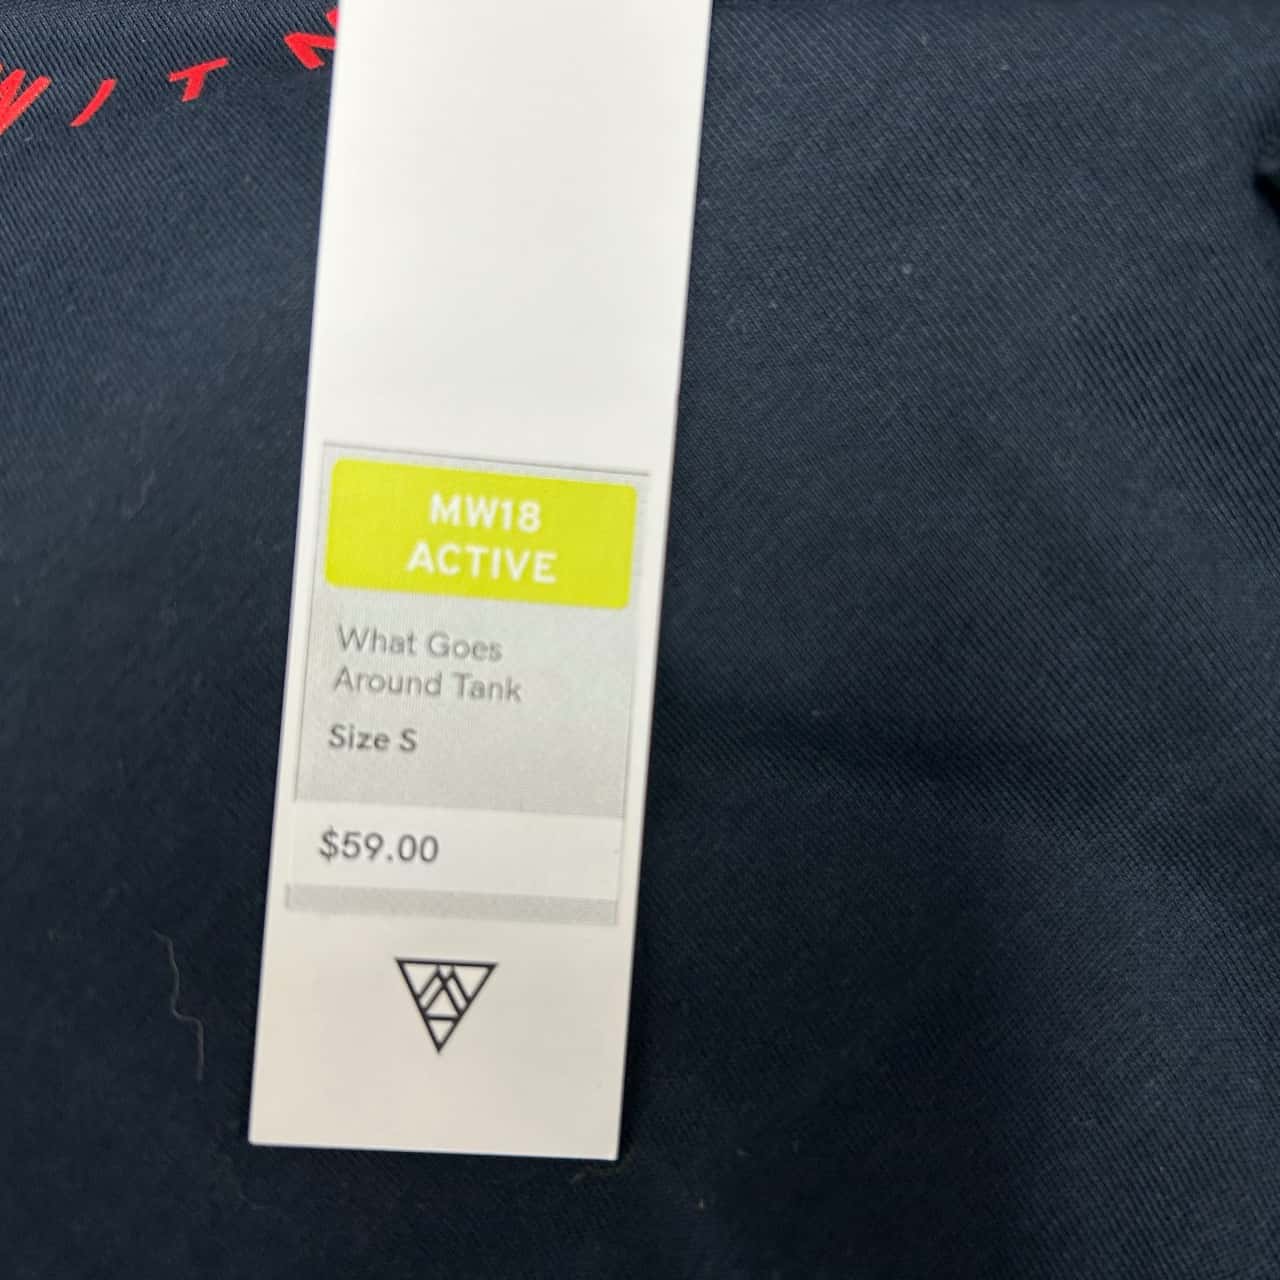 MW18
ACTIVE
What Goes
Around Tank
Size S
$59.00